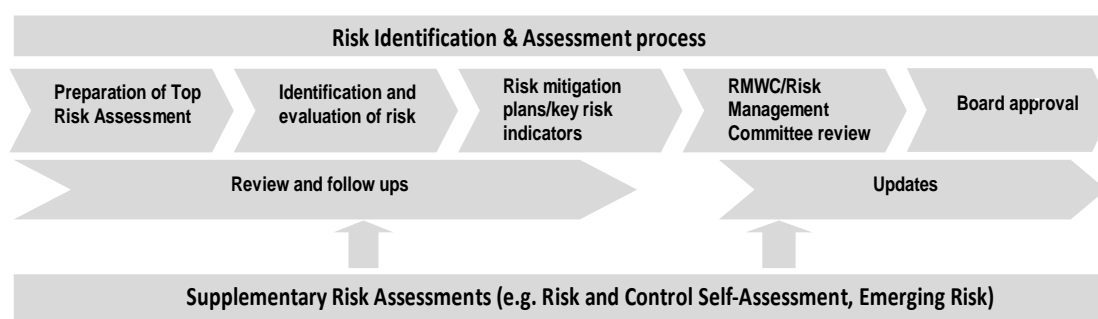 Risk Identification & Assessment process
Preparation of Top
Risk Assessment
Identification and
evaluation of risk
Risk mitigation
plans/key risk
indicators
RMWC/Risk
Management
Committee review
Board approval
Review and follow ups
Updates
Supplementary Risk Assessments (e.g. Risk and Control Self-Assessment, Emerging Risk)